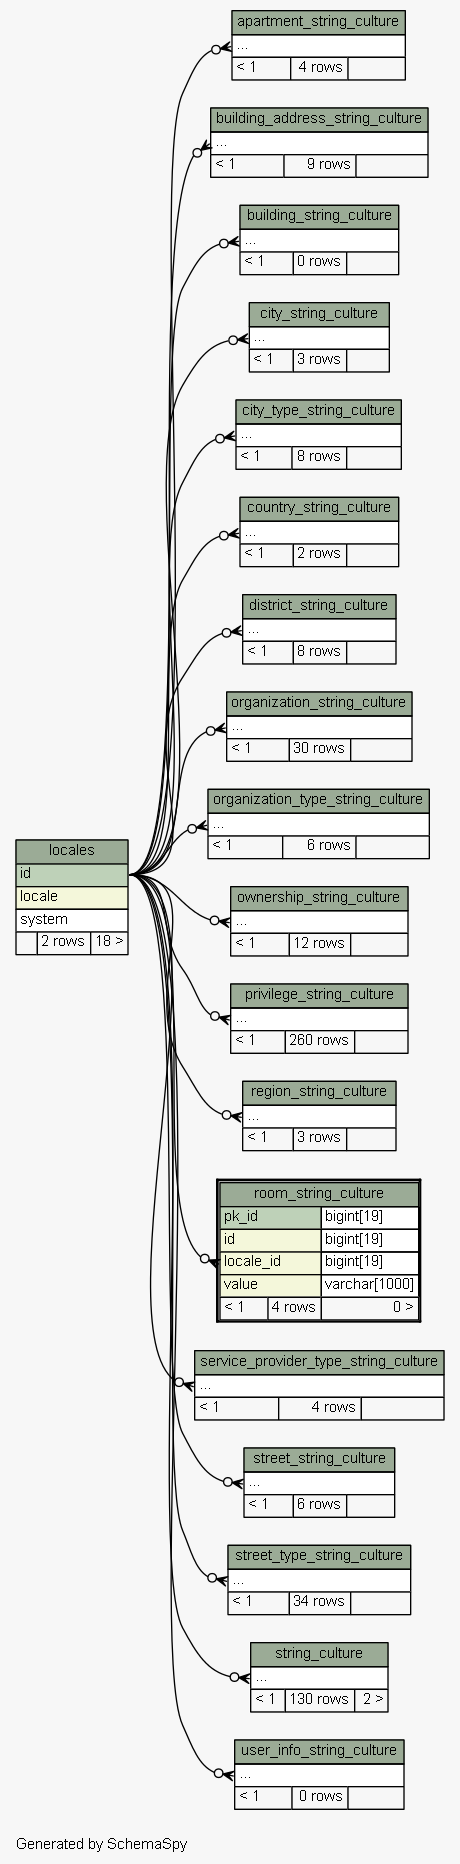 apartment_string_culture
...
< 1 4 rows
building_address_string_culture
...
< 1 9 rows
building_string_culture
...
< 1 0 rows
city_string_culture
...
< 1 3 rows
city_type_string_culture
...
< 1 8 rows
country_string_culture
...
< 1 2 rows
district_string_culture
...
< 1 8 rows
organization_string_culture
...
< 1 30 rows
organization_type_string_culture
...
< 1 6 rows
locales
id
locale
system
2 rows 18 >
ownership_string_culture
...
< 1 12 rows
privilege_string_culture
...
< 1 260 rows
region_string_culture
...
< 1 3 rows
room_string_culture
pk_id bigint[19]
id bigint[19]
locale_id bigint[19]
value varchar[1000]
< 1 4 rows 0 >
service_provider_type_string_culture
...
< 1 4 rows
street_string_culture
...
< 1 6 rows
street_type_string_culture
...
< 1 34 rows
string_culture
...
< 1 130 rows 2 >
user_info_string_culture
...
< 1 0 rows
Generated by SchemaSpy